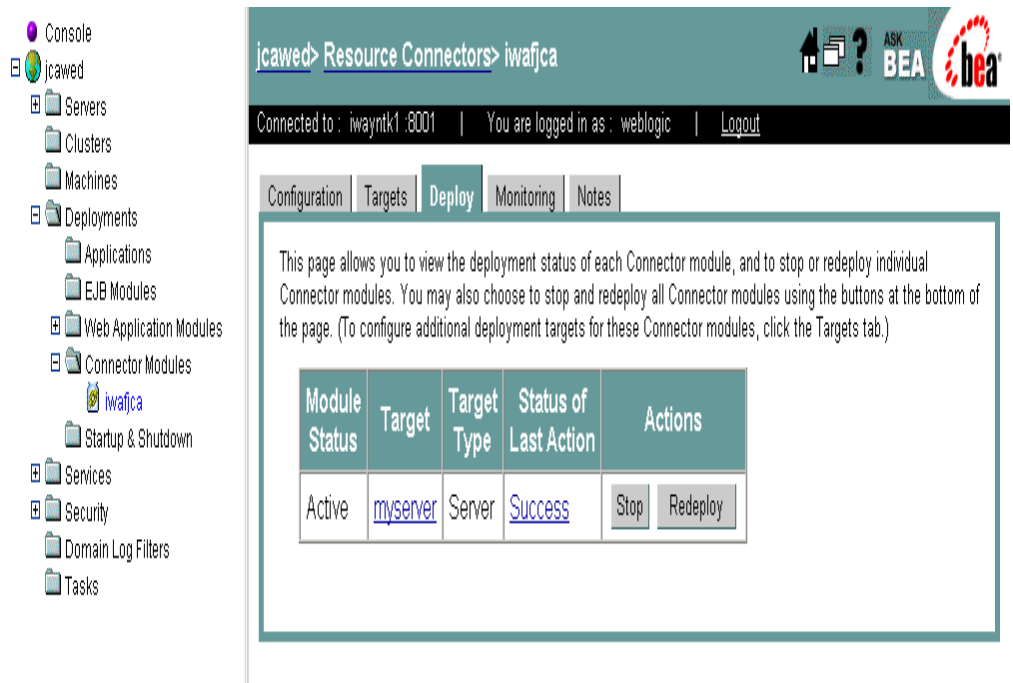 Console
jcawed
Servers
Clusters
Machines
Deployments
Applications
EJB Modules
Web Application Modules
Connector Modules
iwafjca
Startup & Shutdown
Services
Security
Domain Log Filters
Tasks
jcawed> Resource Connectors> iwafjca
?
ASK
BEA
bea
Connected to : iwayntk1 :8001 | You are logged in as : weblogic | Logout
Configuration Targets Deploy Monitoring Notes
This page allows you to view the deployment status of each Connector module, and to stop or redeploy individual
Connector modules. You may also choose to stop and redeploy all Connector modules using the buttons at the bottom of
the page. (To configure additional deployment targets for these Connector modules, click the Targets tab.)
Module Status Target Target Type Status of Last Action Actions
Active myserver Server Success Stop Redeploy